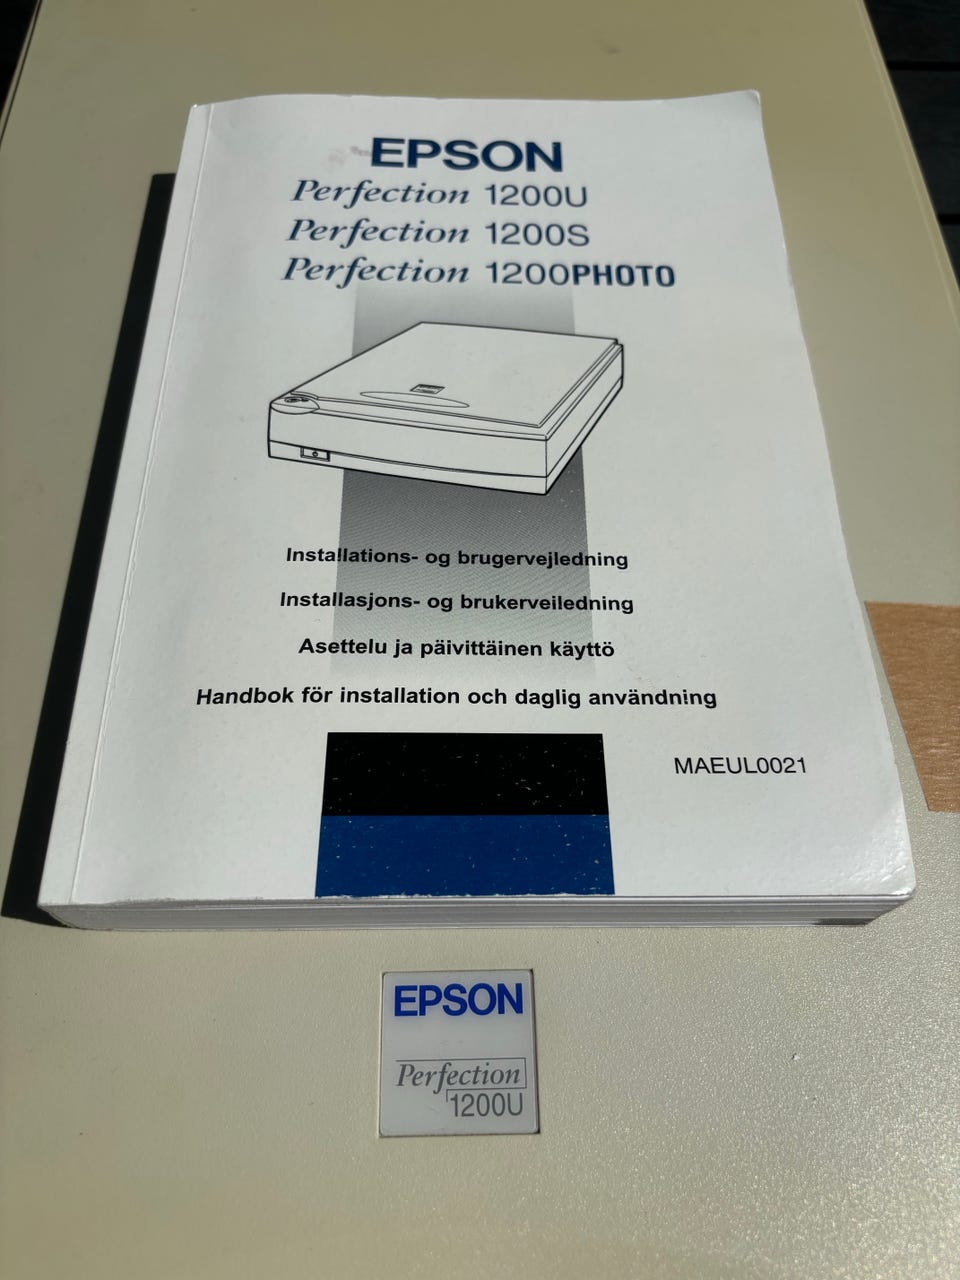 EPSON
Perfection 1200U
Perfection 1200S
Perfection 1200PHOTO
Installations- og brugervejledning
Installasjons- og brukerveiledning
Asettelu ja päivittäinen käyttö
Handbok för installation och daglig användning
MAEUL0021
EPSON
Perfection
1200U